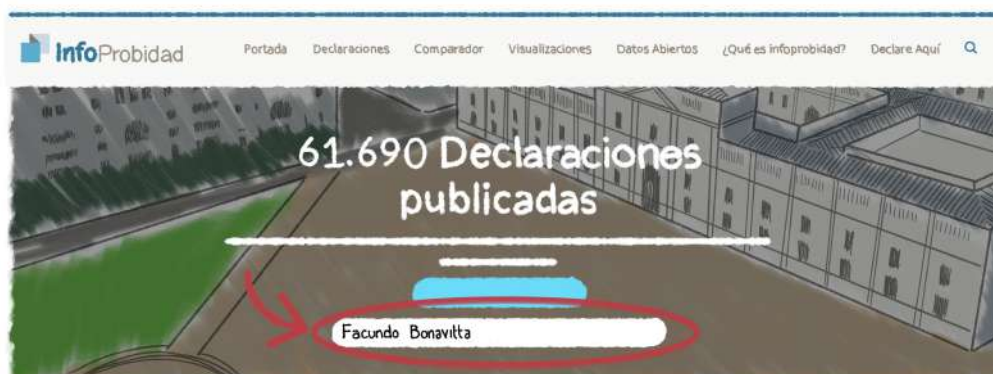 InfoProbidad
Portada Declaraciones Comparador Visualizaciones Datos Abiertos ¿Qué es infoprobidad? Declare Aquí
61.690 Declaraciones
publicadas
Facundo Bonavitta